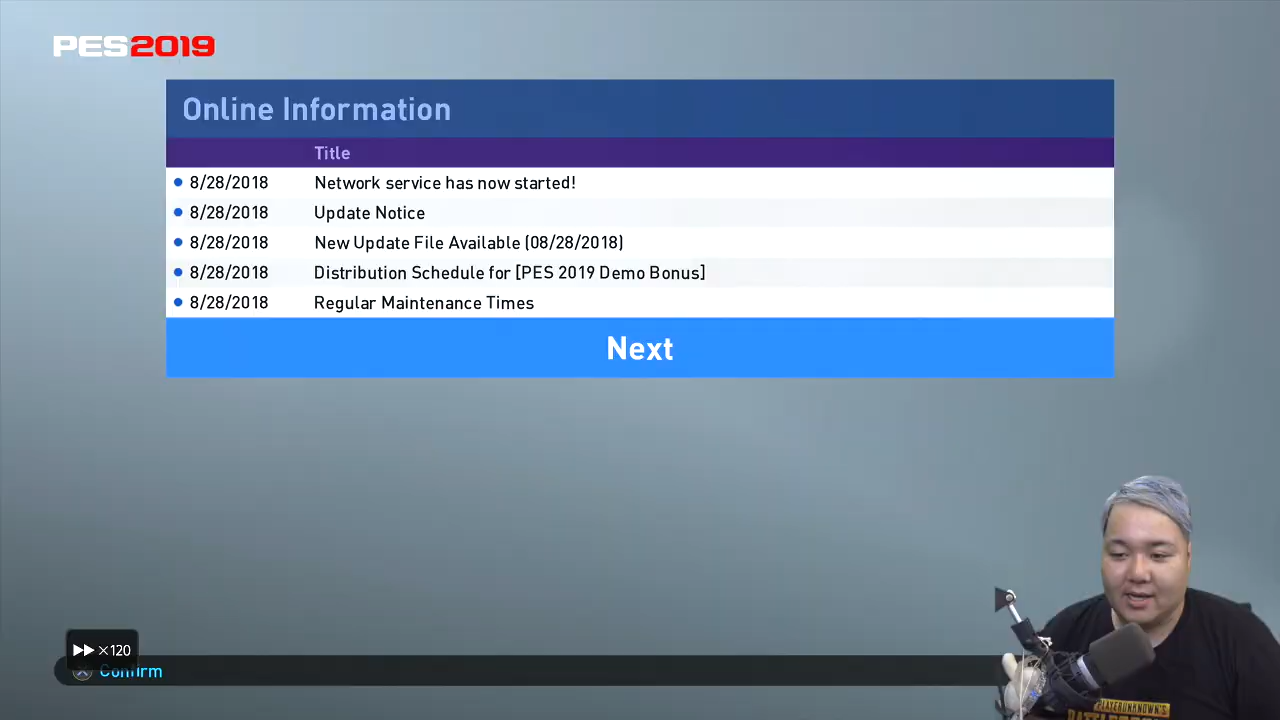 PES2019
Online Information
Title
8/28/2018 Network service has now started!
8/28/2018 Update Notice
8/28/2018 New Update File Available (08/28/2018)
8/28/2018 Distribution Schedule for [PES 2019 Demo Bonus]
8/28/2018 Regular Maintenance Times
Next
×120
Confirm
PLAYERUNKNOWN'S